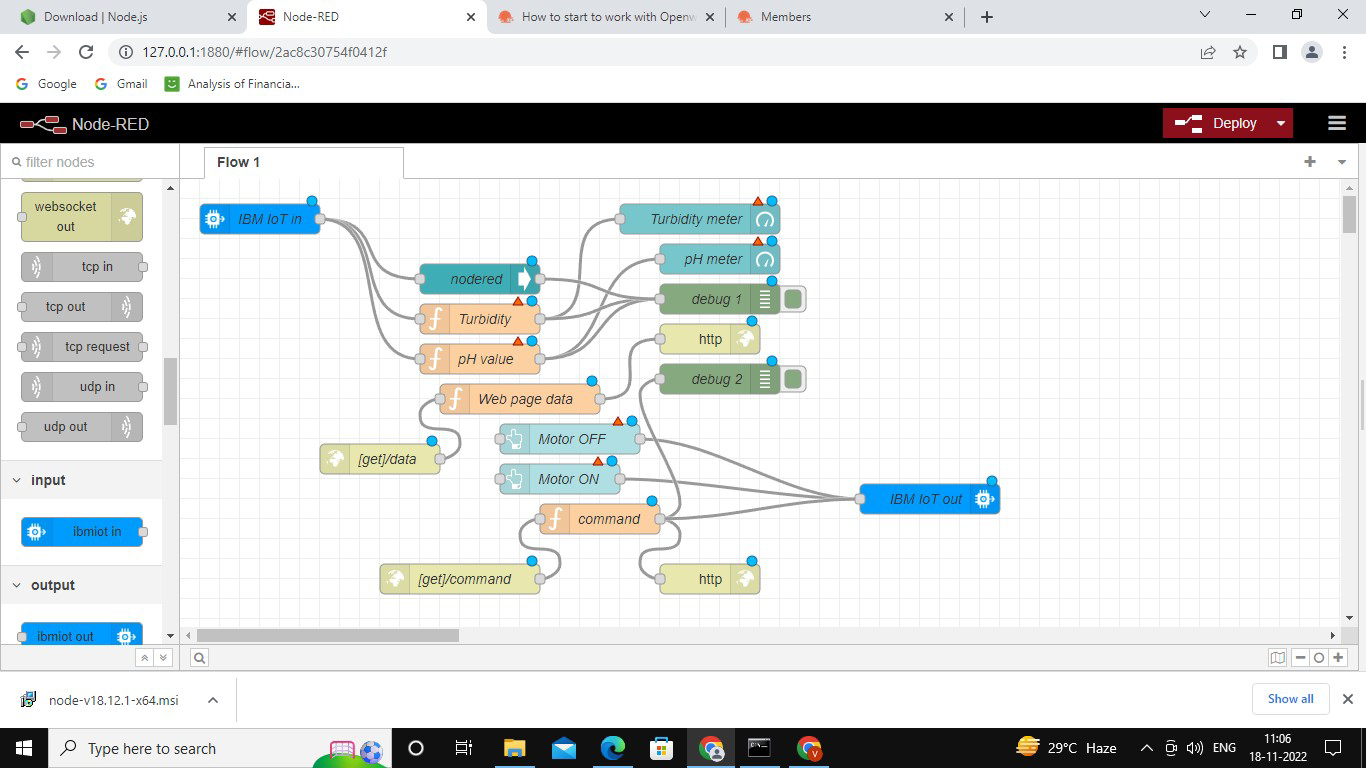 Download | Node.js
Node-RED
How to start to work with Openw
Members
127.0.0.1:1880/#flow/2ac8c30754f0412f
Google
Gmail
Analysis of Financia...
Node-RED
Deploy
filter nodes
Flow 1
websocket
out
tcp in
tcp out
tcp request
udp in
udp out
input
ibmiot in
output
ibmiot out
IBM IoT in
Turbidity meter
pH meter
nodered
debug 1
Turbidity
http
pH value
debug 2
Web page data
Motor OFF
[get]/data
Motor ON
IBM IoT out
command
[get]/command
http
node-v18.12.1-x64.msi
Show all
Type here to search
29°C Haze
ENG
11:06
18-11-2022